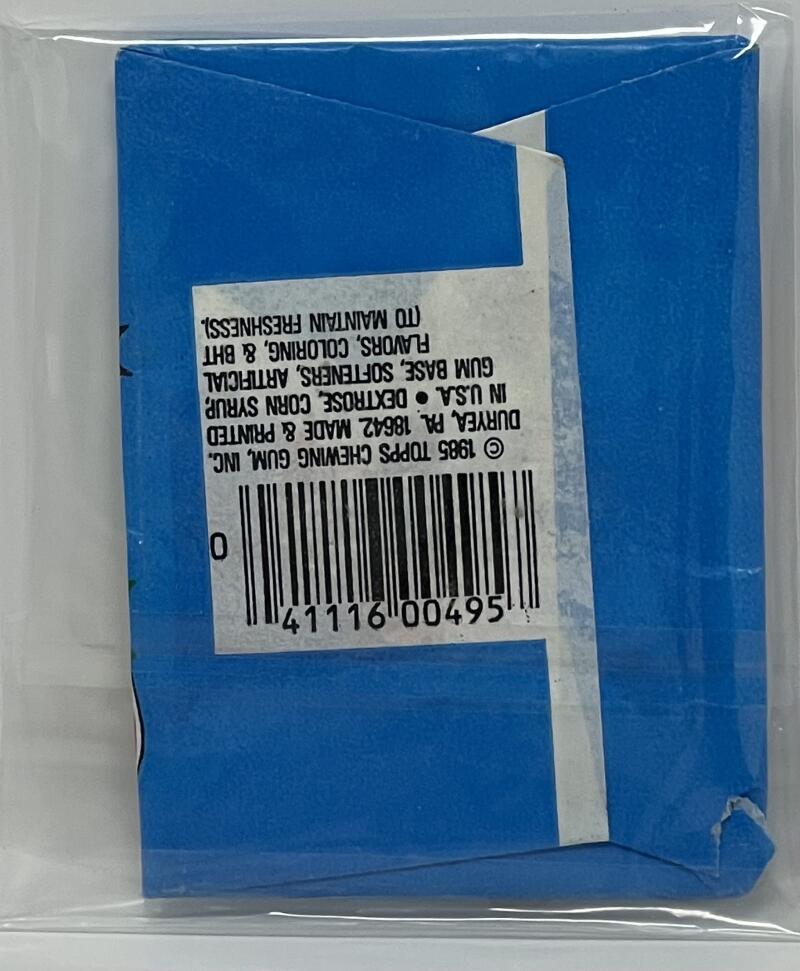 © 1985 TOPPS CHEWING GUM, INC.
DURYEA, PA. 18642. MADE & PRINTED
IN U.S.A. • DEXTROSE, CORN SYRUP,
GUM BASE, SOFTENERS, ARTIFICIAL
FLAVORS, COLORING, & BHT
(TO MAINTAIN FRESHNESS).
0
41116 00495